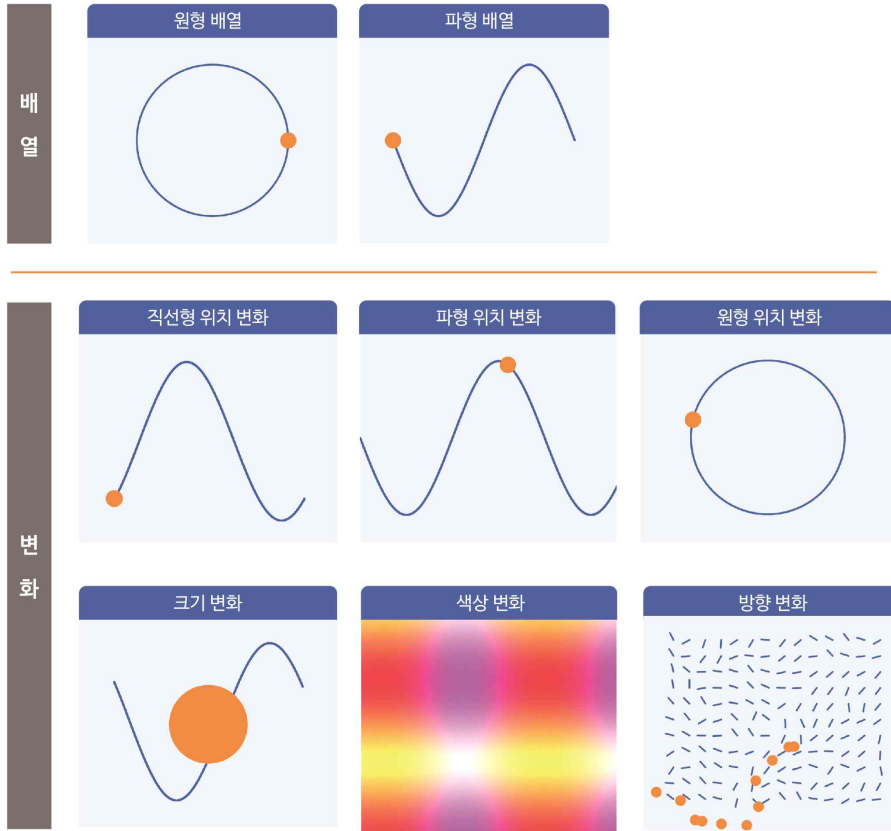 배열
원형 배열
파형 배열
변화
직선형 위치 변화
파형 위치 변화
원형 위치 변화
크기 변화
색상 변화
방향 변화